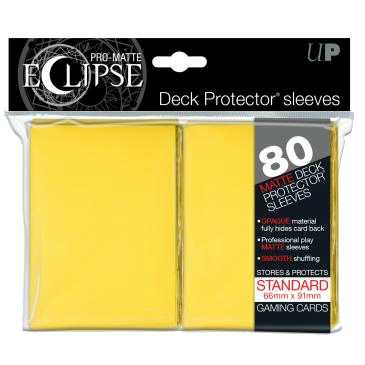 PRO-MATTE
ECLIPSE
UP
Deck Protector® sleeves
80
MATTE DECK
PROTECTOR
SLEEVES
• OPAQUE material
fully hides card back
• Professional play
MATTE sleeves
• SMOOTH shuffling
STORES & PROTECTS
STANDARD
66mm x 91mm
GAMING CARDS